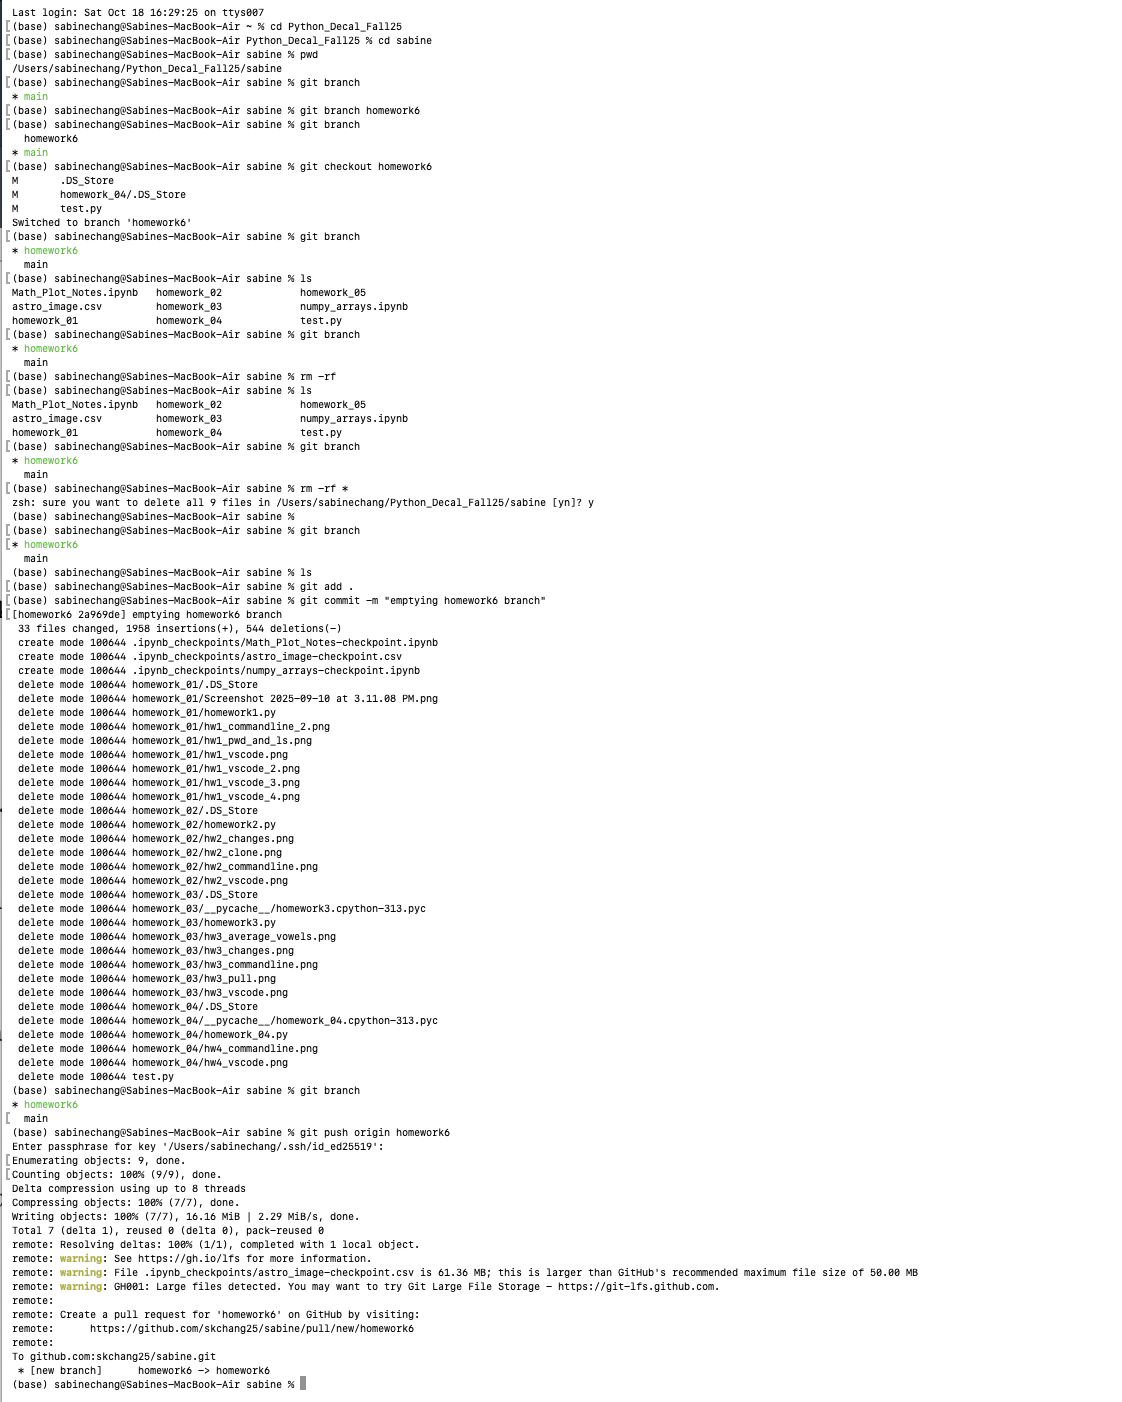 Last login: Sat Oct 18 16:29:25 on ttys007
[(base) sabinechang@Sabines-MacBook-Air ~ % cd Python_Decal_Fall25
[(base) sabinechang@Sabines-MacBook-Air Python_Decal_Fall25 % cd sabine
[(base) sabinechang@Sabines-MacBook-Air sabine % pwd
/Users/sabinechang/Python_Decal_Fall25/sabine
[(base) sabinechang@Sabines-MacBook-Air sabine % git branch
* main
[(base) sabinechang@Sabines-MacBook-Air sabine % git branch homework6
[(base) sabinechang@Sabines-MacBook-Air sabine % git branch
  homework6
* main
[(base) sabinechang@Sabines-MacBook-Air sabine % git checkout homework6
M       .DS_Store
M       homework_04/.DS_Store
M       test.py
Switched to branch 'homework6'
[(base) sabinechang@Sabines-MacBook-Air sabine % git branch
* homework6
  main
[(base) sabinechang@Sabines-MacBook-Air sabine % ls
Math_Plot_Notes.ipynb   homework_02             homework_05
astro_image.csv         homework_03             numpy_arrays.ipynb
homework_01             homework_04             test.py
[(base) sabinechang@Sabines-MacBook-Air sabine % git branch
* homework6
  main
[(base) sabinechang@Sabines-MacBook-Air sabine % rm -rf
[(base) sabinechang@Sabines-MacBook-Air sabine % ls
Math_Plot_Notes.ipynb   homework_02             homework_05
astro_image.csv         homework_03             numpy_arrays.ipynb
homework_01             homework_04             test.py
[(base) sabinechang@Sabines-MacBook-Air sabine % git branch
* homework6
  main
[(base) sabinechang@Sabines-MacBook-Air sabine % rm -rf *
zsh: sure you want to delete all 9 files in /Users/sabinechang/Python_Decal_Fall25/sabine [yn]? y
(base) sabinechang@Sabines-MacBook-Air sabine %
[(base) sabinechang@Sabines-MacBook-Air sabine % git branch
[* homework6
  main
(base) sabinechang@Sabines-MacBook-Air sabine % ls
[(base) sabinechang@Sabines-MacBook-Air sabine % git add .
[(base) sabinechang@Sabines-MacBook-Air sabine % git commit -m "emptying homework6 branch"
[[homework6 2a969de] emptying homework6 branch
 33 files changed, 1958 insertions(+), 544 deletions(-)
 create mode 100644 .ipynb_checkpoints/Math_Plot_Notes-checkpoint.ipynb
 create mode 100644 .ipynb_checkpoints/astro_image-checkpoint.csv
 create mode 100644 .ipynb_checkpoints/numpy_arrays-checkpoint.ipynb
 delete mode 100644 homework_01/.DS_Store
 delete mode 100644 homework_01/Screenshot 2025-09-10 at 3.11.08 PM.png
 delete mode 100644 homework_01/homework1.py
 delete mode 100644 homework_01/hw1_commandline_2.png
 delete mode 100644 homework_01/hw1_pwd_and_ls.png
 delete mode 100644 homework_01/hw1_vscode.png
 delete mode 100644 homework_01/hw1_vscode_2.png
 delete mode 100644 homework_01/hw1_vscode_3.png
 delete mode 100644 homework_01/hw1_vscode_4.png
 delete mode 100644 homework_02/.DS_Store
 delete mode 100644 homework_02/homework2.py
 delete mode 100644 homework_02/hw2_changes.png
 delete mode 100644 homework_02/hw2_clone.png
 delete mode 100644 homework_02/hw2_commandline.png
 delete mode 100644 homework_02/hw2_vscode.png
 delete mode 100644 homework_03/.DS_Store
 delete mode 100644 homework_03/__pycache__/homework3.cpython-313.pyc
 delete mode 100644 homework_03/homework3.py
 delete mode 100644 homework_03/hw3_average_vowels.png
 delete mode 100644 homework_03/hw3_changes.png
 delete mode 100644 homework_03/hw3_commandline.png
 delete mode 100644 homework_03/hw3_pull.png
 delete mode 100644 homework_03/hw3_vscode.png
 delete mode 100644 homework_04/.DS_Store
 delete mode 100644 homework_04/__pycache__/homework_04.cpython-313.pyc
 delete mode 100644 homework_04/homework_04.py
 delete mode 100644 homework_04/hw4_commandline.png
 delete mode 100644 homework_04/hw4_vscode.png
 delete mode 100644 test.py
(base) sabinechang@Sabines-MacBook-Air sabine % git branch
* homework6
[  main
(base) sabinechang@Sabines-MacBook-Air sabine % git push origin homework6
Enter passphrase for key '/Users/sabinechang/.ssh/id_ed25519':
[Enumerating objects: 9, done.
[Counting objects: 100% (9/9), done.
Delta compression using up to 8 threads
Compressing objects: 100% (7/7), done.
Writing objects: 100% (7/7), 16.16 MiB | 2.29 MiB/s, done.
Total 7 (delta 1), reused 0 (delta 0), pack-reused 0
remote: Resolving deltas: 100% (1/1), completed with 1 local object.
remote: warning: See https://gh.io/lfs for more information.
remote: warning: File .ipynb_checkpoints/astro_image-checkpoint.csv is 61.36 MB; this is larger than GitHub's recommended maximum file size of 50.00 MB
remote: warning: GH001: Large files detected. You may want to try Git Large File Storage - https://git-lfs.github.com.
remote:
remote: Create a pull request for 'homework6' on GitHub by visiting:
remote:      https://github.com/skchang25/sabine/pull/new/homework6
remote:
To github.com:skchang25/sabine.git
 * [new branch]      homework6 -> homework6
(base) sabinechang@Sabines-MacBook-Air sabine %